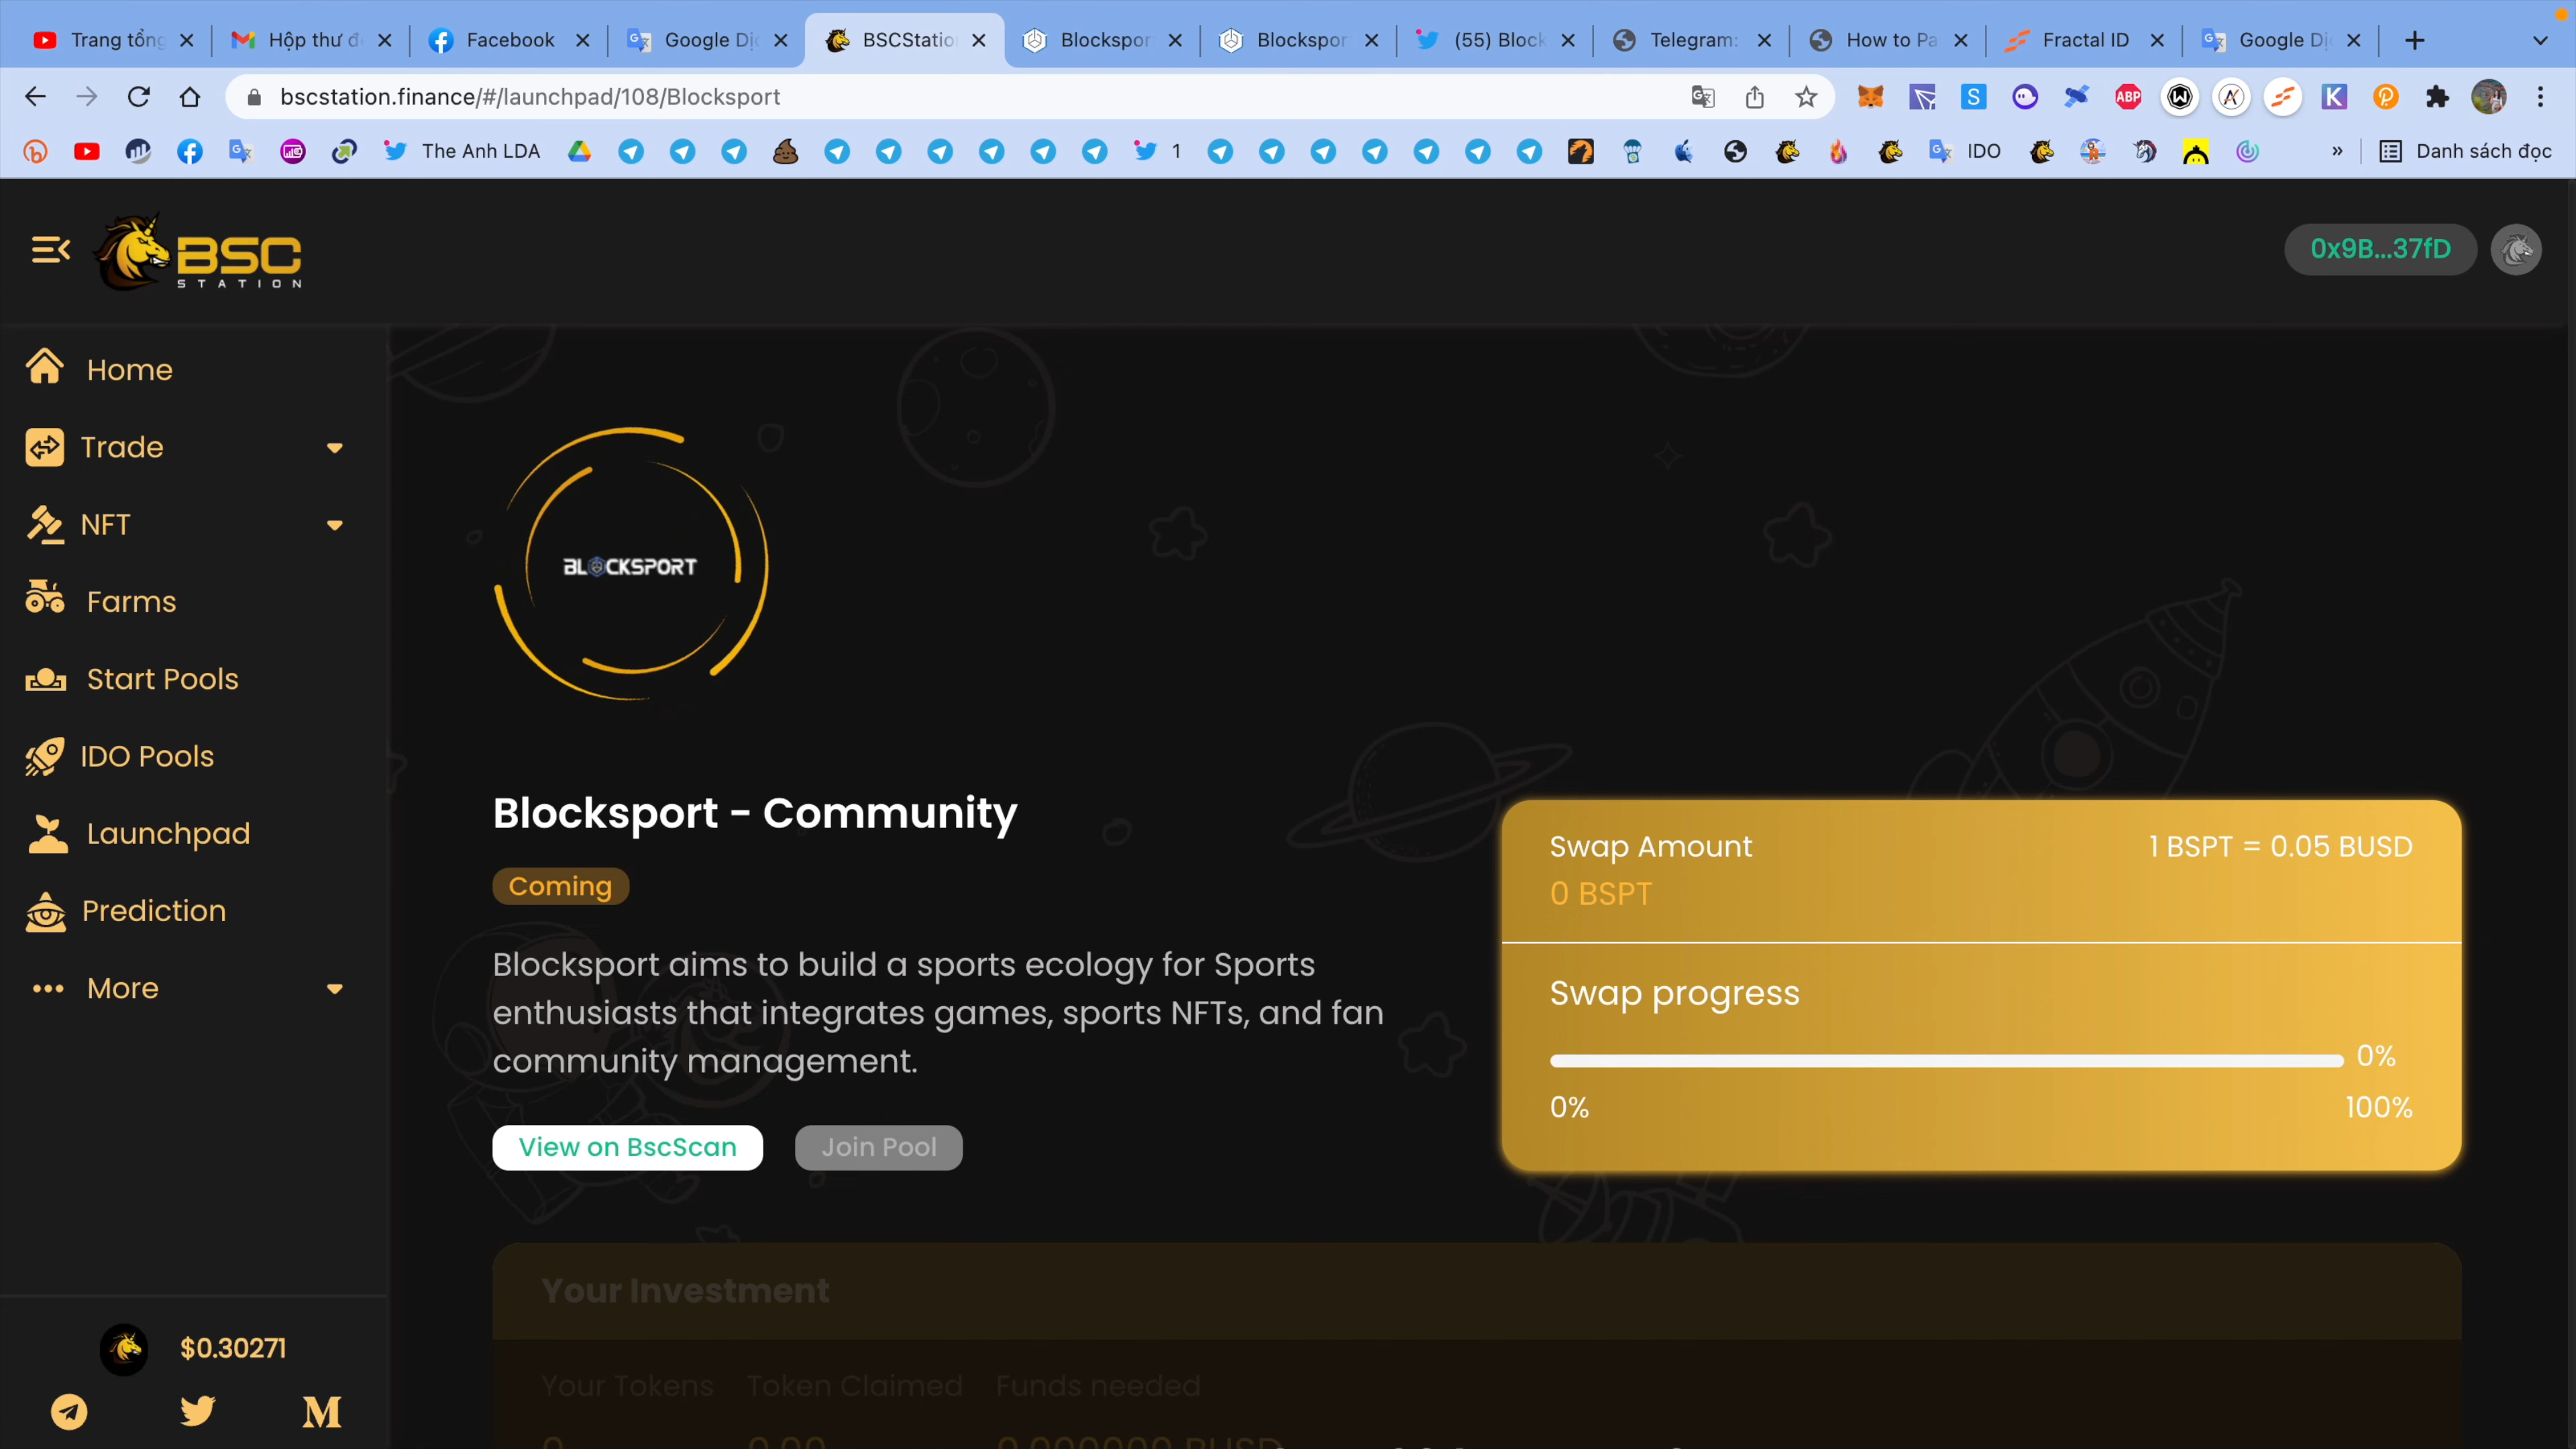 Trang tổng
Hộp thư đ
Facebook
Google Dị
BSCStatio
Blockspor
Blockspor
(55) Block
Telegram:
How to Pa
Fractal ID
Google Dị
bscstation.finance/#/launchpad/108/Blocksport
ABP
The Anh LDA
1
IDO
Danh sách đọc
BSC
STATION
0x9B...37fD
Home
Trade
NFT
Farms
Start Pools
IDO Pools
Launchpad
Prediction
More
$0.30271
BLOCKSPORT
Blocksport - Community
Coming
Blocksport aims to build a sports ecology for Sports
enthusiasts that integrates games, sports NFTs, and fan
community management.
View on BscScan
Join Pool
Swap Amount
1 BSPT = 0.05 BUSD
0 BSPT
Swap progress
0%
0%
100%
Your Investment
Your Tokens
Token Claimed
Funds needed